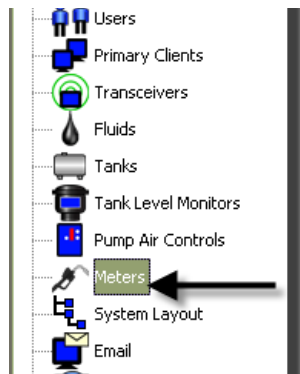 Users
Primary Clients
Transceivers
Fluids
Tanks
Tank Level Monitors
Pump Air Controls
Meters
System Layout
Email